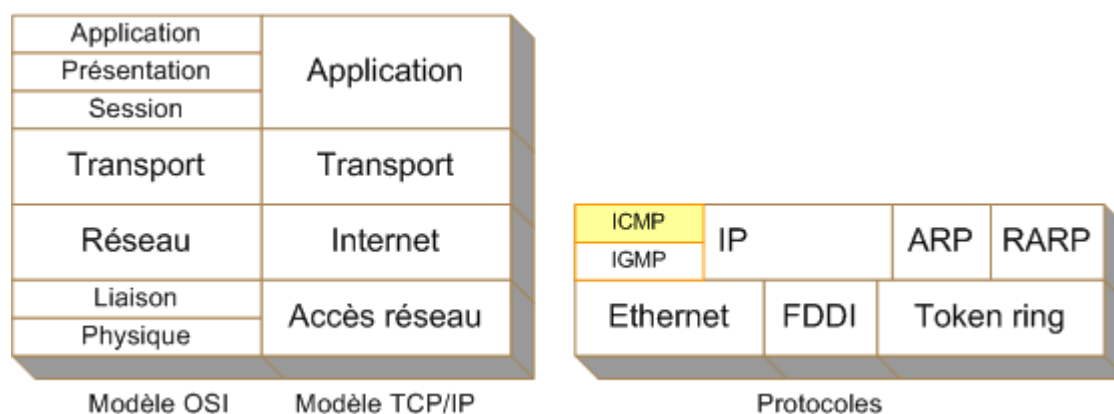 Application
Présentation
Session
Transport
Réseau
Liaison
Physique
Application
Transport
Internet
Accès réseau
ICMP
IGMP
IP
ARP
RARP
Ethernet
FDDI
Token ring
Modèle OSI
Modèle TCP/IP
Protocoles